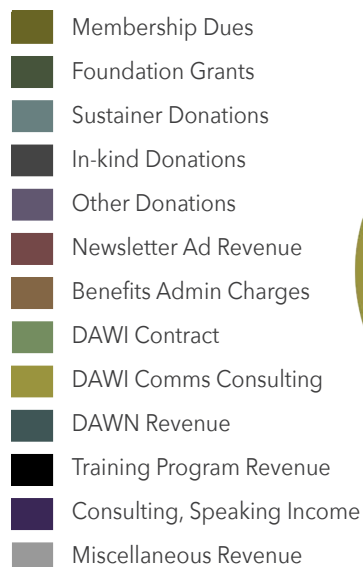 Membership Dues
Foundation Grants
Sustainer Donations
In-kind Donations
Other Donations
Newsletter Ad Revenue
Benefits Admin Charges
DAWI Contract
DAWI Comms Consulting
DAWN Revenue
Training Program Revenue
Consulting, Speaking Income
Miscellaneous Revenue